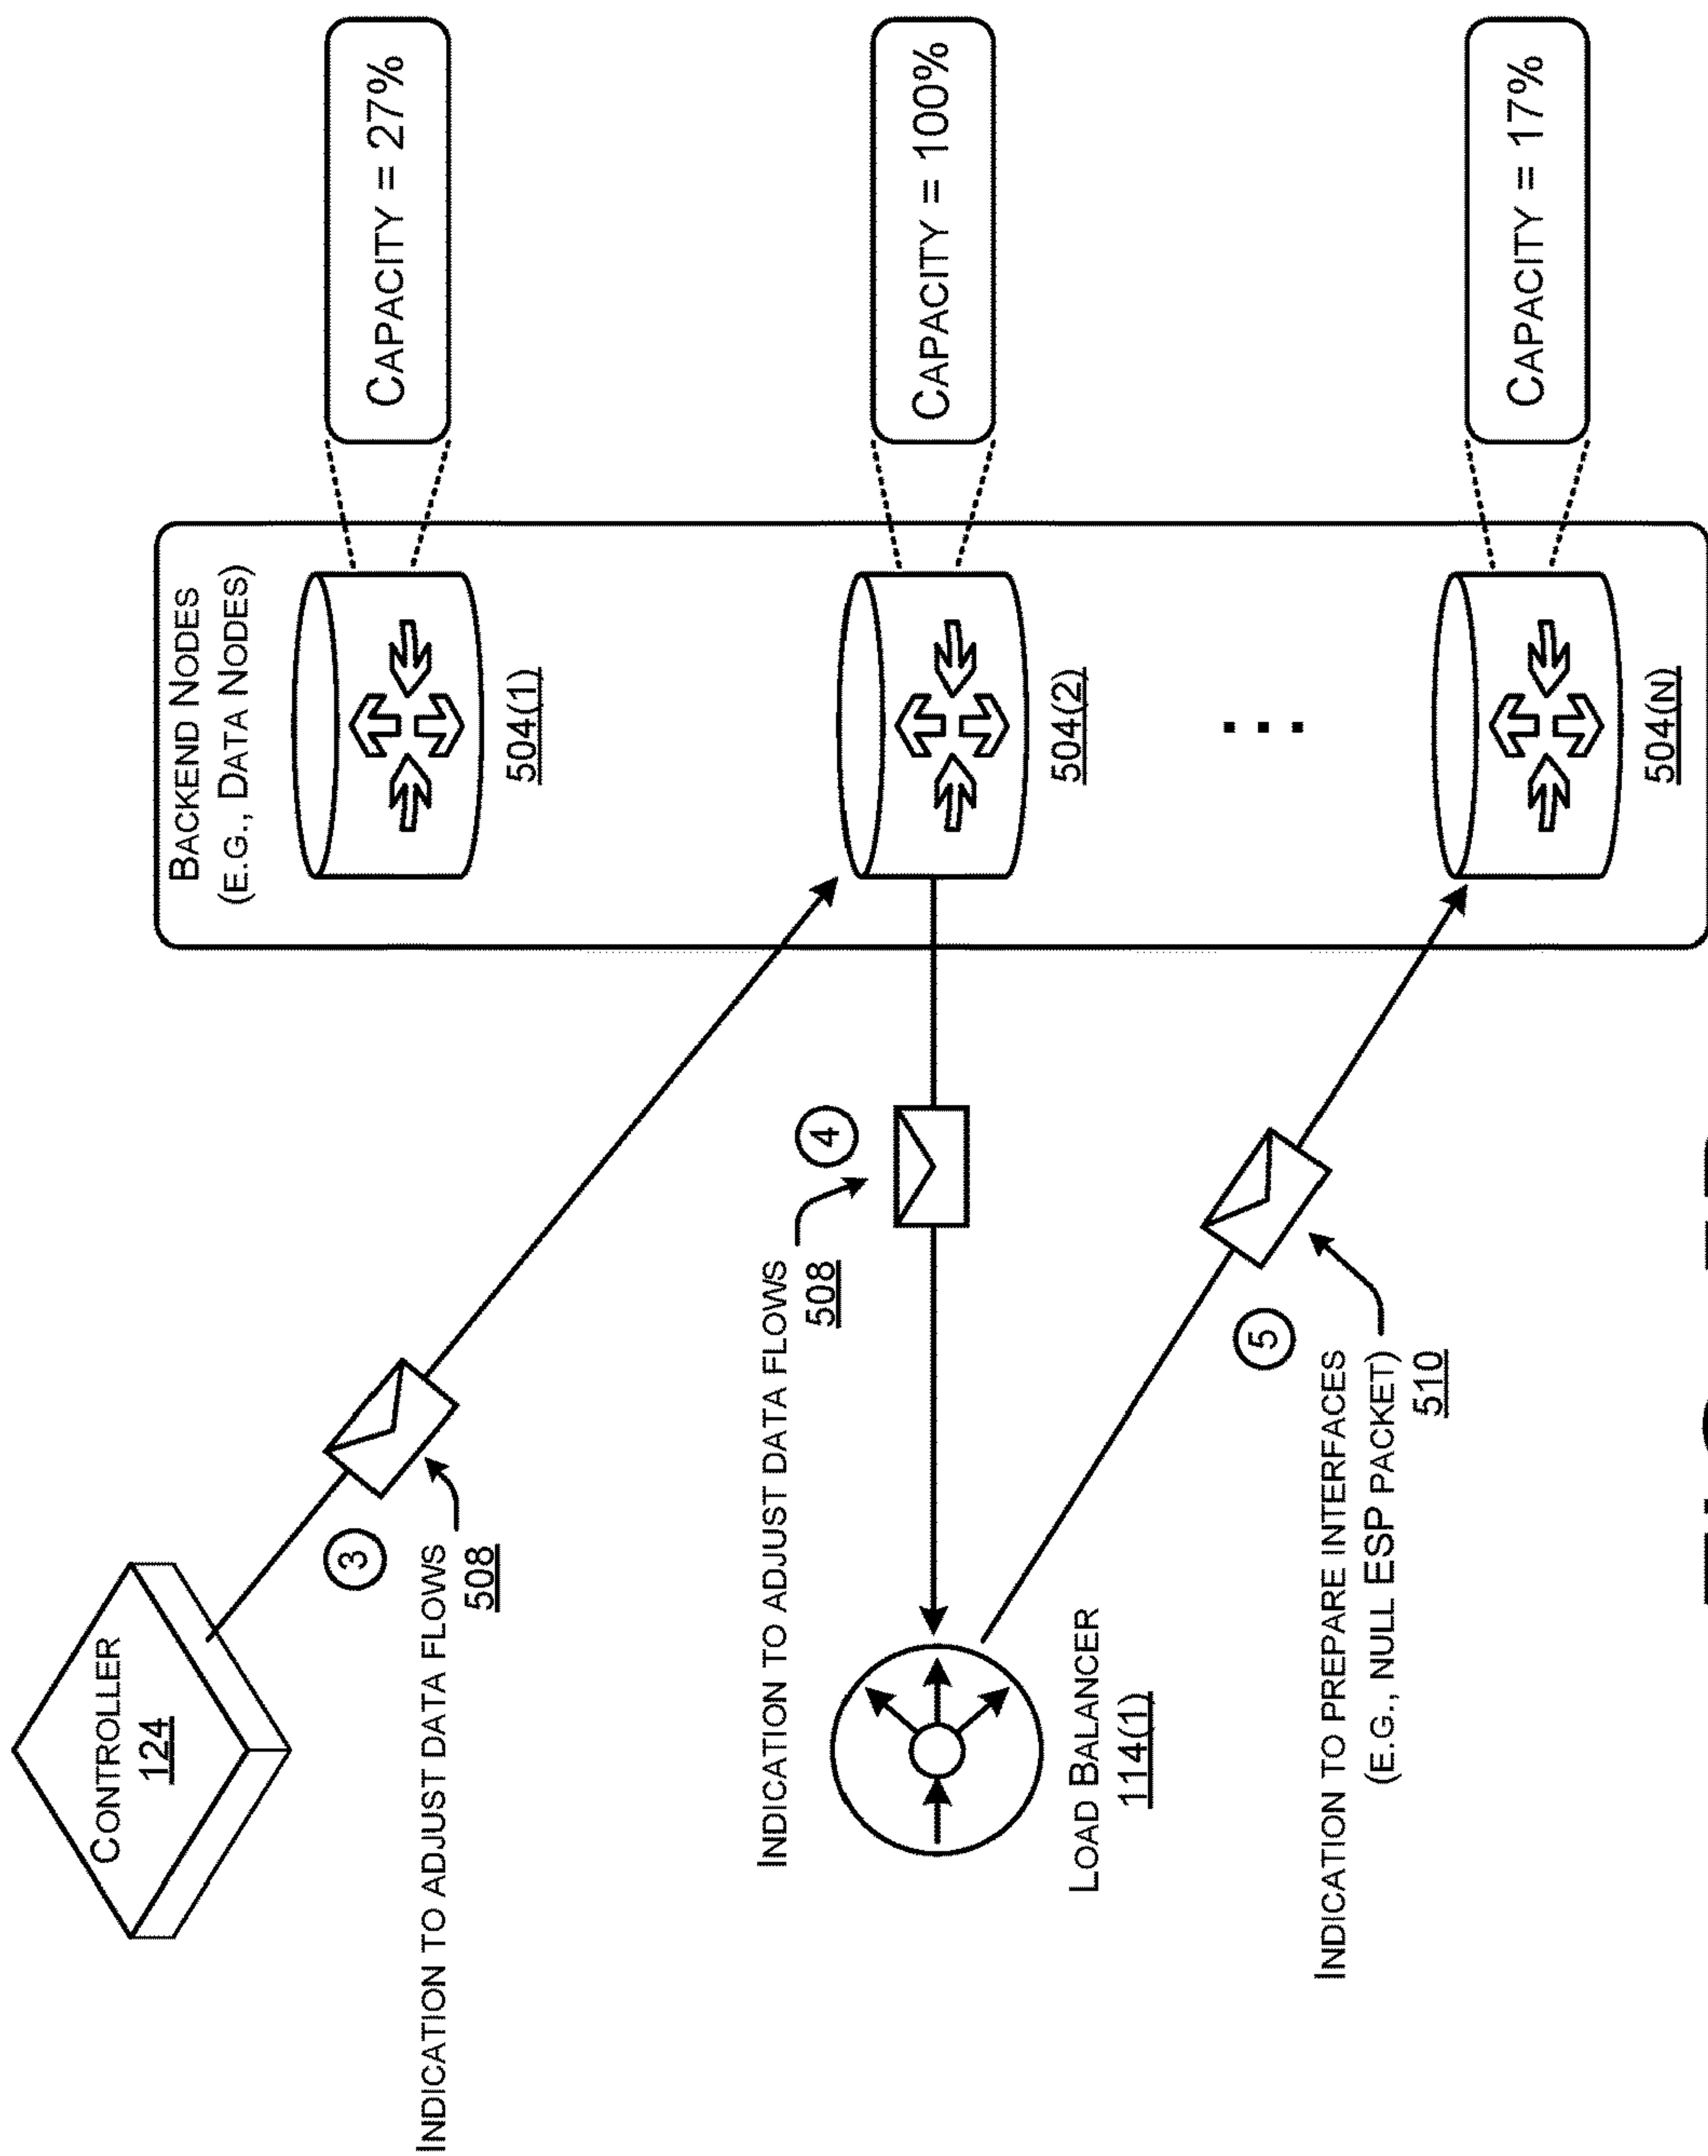 CONTROLLER
124
3
INDICATION TO ADJUST DATA FLOWS
508
BACKEND NODES
(E.G., DATA NODES)
504(1)
CAPACITY = 27%
INDICATION TO ADJUST DATA FLOWS
508
4
504(2)
CAPACITY = 100%
LOAD BALANCER
114(1)
5
INDICATION TO PREPARE INTERFACES
(E.G., NULL ESP PACKET)
510
504(N)
CAPACITY = 17%